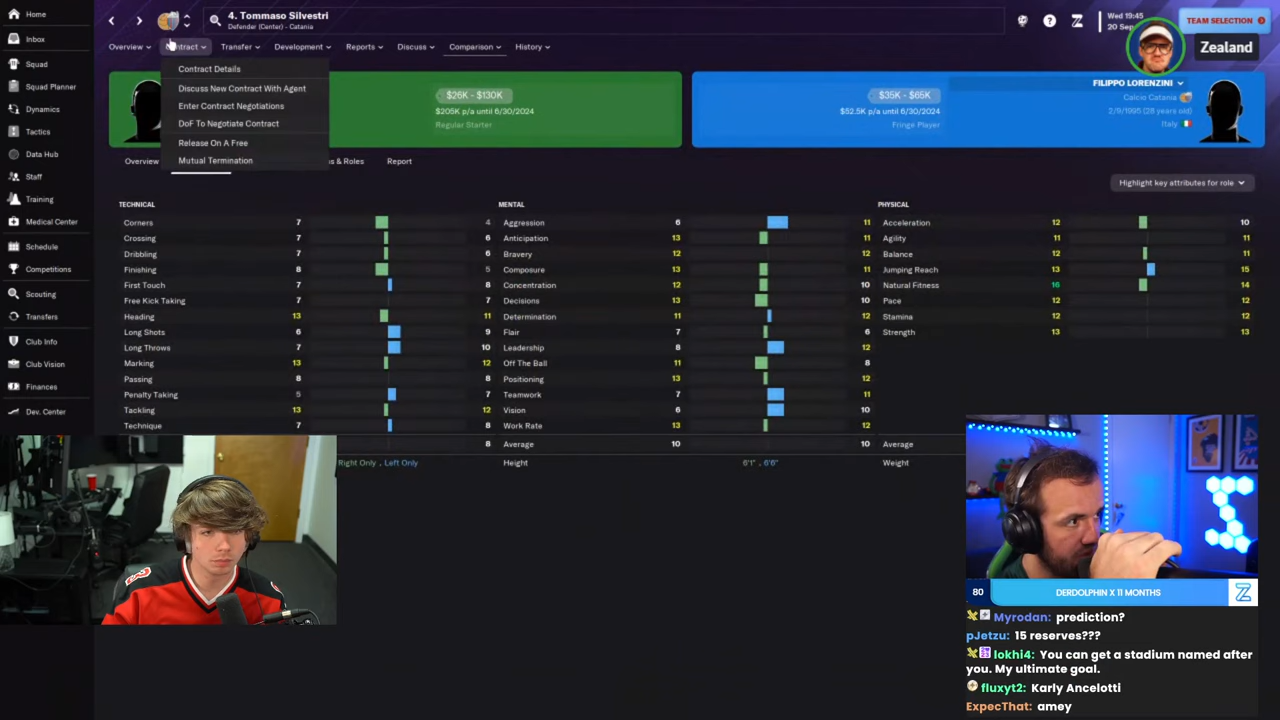 Home
Inbox
Squad
Squad Planner
Dynamics
Tactics
Data Hub
Staff
Training
Medical Center
Schedule
Competitions
Scouting
Transfers
Club Info
Club Vision
Finances
Dev. Center
4. Tommaso Silvestri
Defender (Center) - Catania
Wed 19:45
TEAM SELECTION
Zealand
Overview Contract Transfer Development Reports Discuss Comparison History
Contract Details
Discuss New Contract With Agent
Enter Contract Negotiations
DoF To Negotiate Contract
Release On A Free
Mutual Termination
$26K - $130K
$205K p/a until 6/30/2024
Regular Starter
$35K - $65K
$52.5K p/a until 6/30/2024
Fringe Player
FILIPPO LORENZINI
Calcio Catania
2/9/1995 (28 years old)
Italy
Overview & Roles Report
Highlight key attributes for role
TECHNICAL
Corners 7 4
Crossing 7 6
Dribbling 7 6
Finishing 8 5
First Touch 7 8
Free Kick Taking 7 7
Heading 13 11
Long Shots 6 9
Long Throws 7 10
Marking 13 12
Passing 8 8
Penalty Taking 5 7
Tackling 13 12
Technique 7 8
8
Right Only , Left Only
MENTAL
Aggression 6 11
Anticipation 13 11
Bravery 12 12
Composure 13 11
Concentration 12 10
Decisions 13 10
Determination 11 12
Flair 7 6
Leadership 8 12
Off The Ball 11 8
Positioning 13 12
Teamwork 7 11
Vision 6 10
Work Rate 13 12
Average 10 10
Height 6'1" , 6'6"
PHYSICAL
Acceleration 12 10
Agility 11 11
Balance 12 11
Jumping Reach 13 15
Natural Fitness 16 14
Pace 12 12
Stamina 12 12
Strength 13 13
Average
Weight
80 DERDOLPHIN X 11 MONTHS
Myrodan: prediction?
pJetzu: 15 reserves???
lokhi4: You can get a stadium named after
you. My ultimate goal.
fluxyt2: Karly Ancelotti
ExpecThat: amey